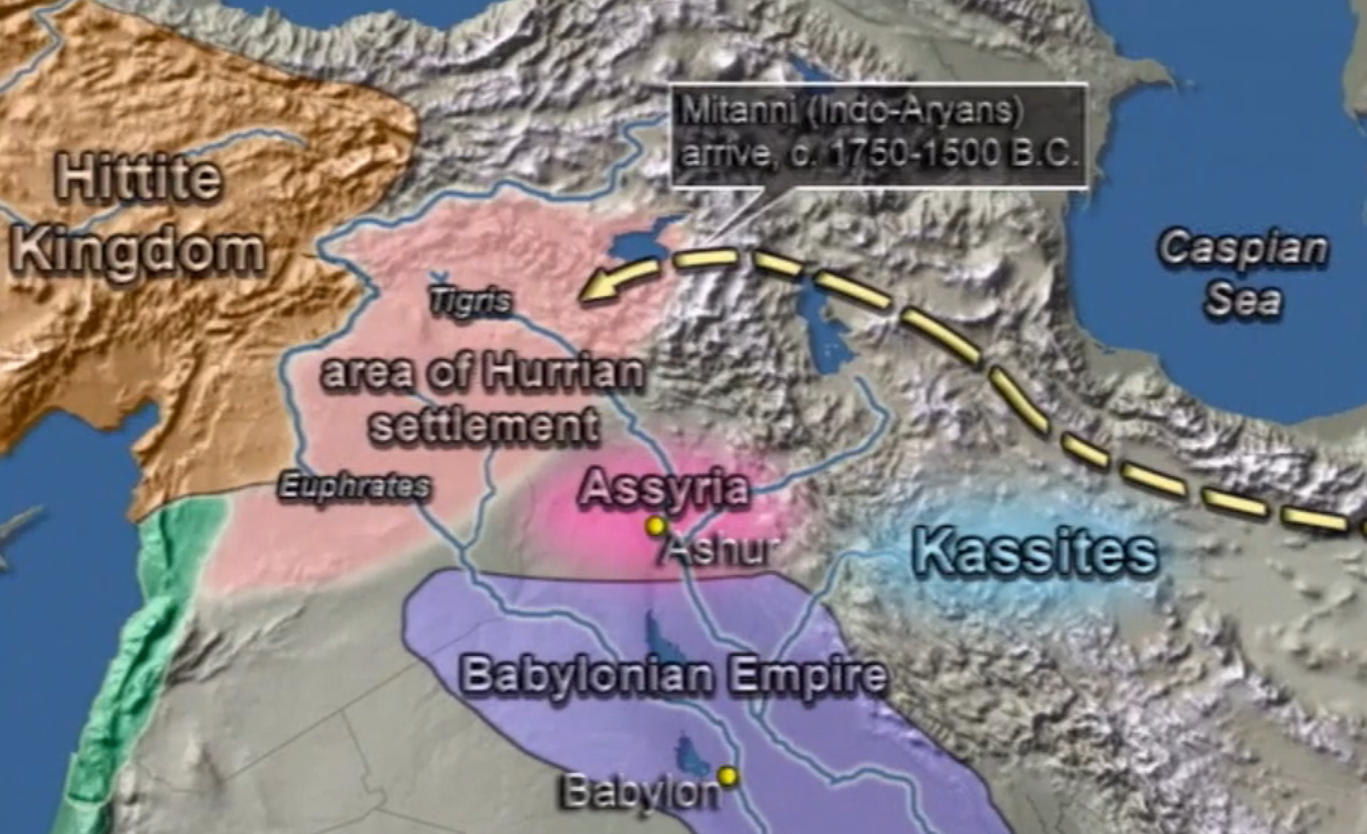 Mitanni (Indo-Aryans)
arrive, c. 1750-1500 B.C.
Hittite
Kingdom
Caspian
Sea
Tigris
area of Hurrian
settlement
Euphrates
Assyria
Ashur
Kassites
Babylonian Empire
Babylon